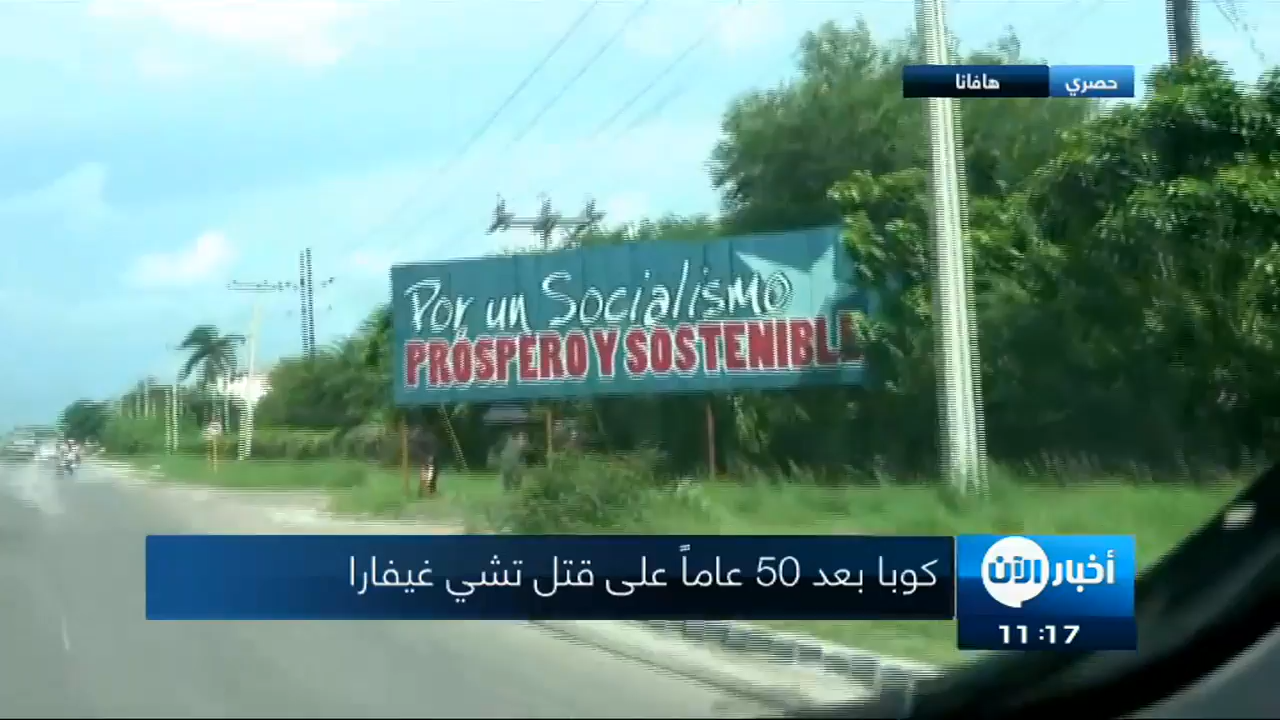 حصري هافانا
Por un Socialismo
PRÓSPERO Y SOSTENIBLE
كوبا بعد 50 عاماً على قتل تشي غيفارا
أخبار الآن
11:17